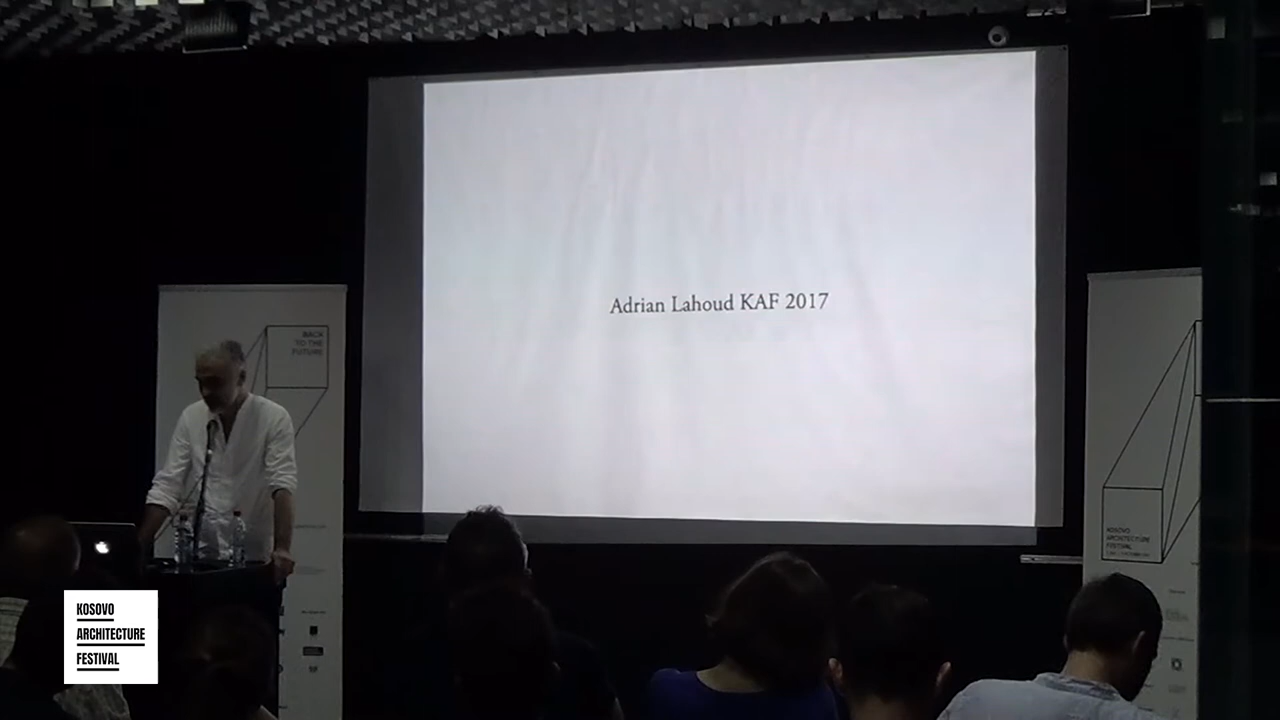 Adrian Lahoud KAF 2017
BACK
TO THE
FUTURE
KOSOVO
ARCHITECTURE
FESTIVAL
KOSOVO
ARCHITECTURE
FESTIVAL